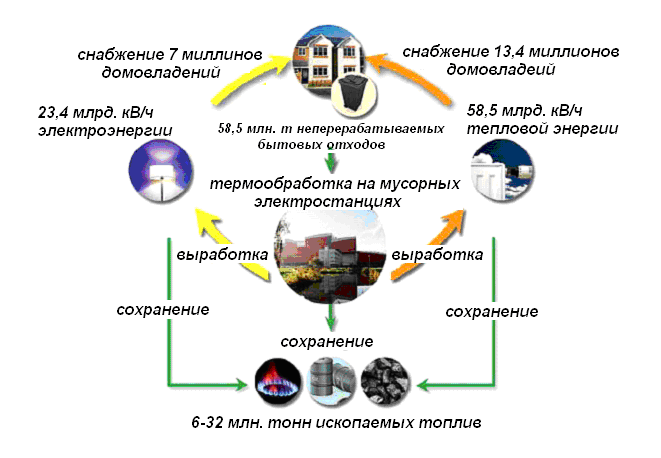 снабжение 7 миллинов
домовладений
снабжение 13,4 миллионов
домовладеий
23,4 млрд. кВ/ч
электроэнергии
58,5 млн. т неперерабатываемых
бытовых отходов
58,5 млрд. кВ/ч
тепловой энергии
термообработка на мусорных
электростанциях
выработка
выработка
сохранение
сохранение
сохранение
6-32 млн. тонн ископаемых топлив